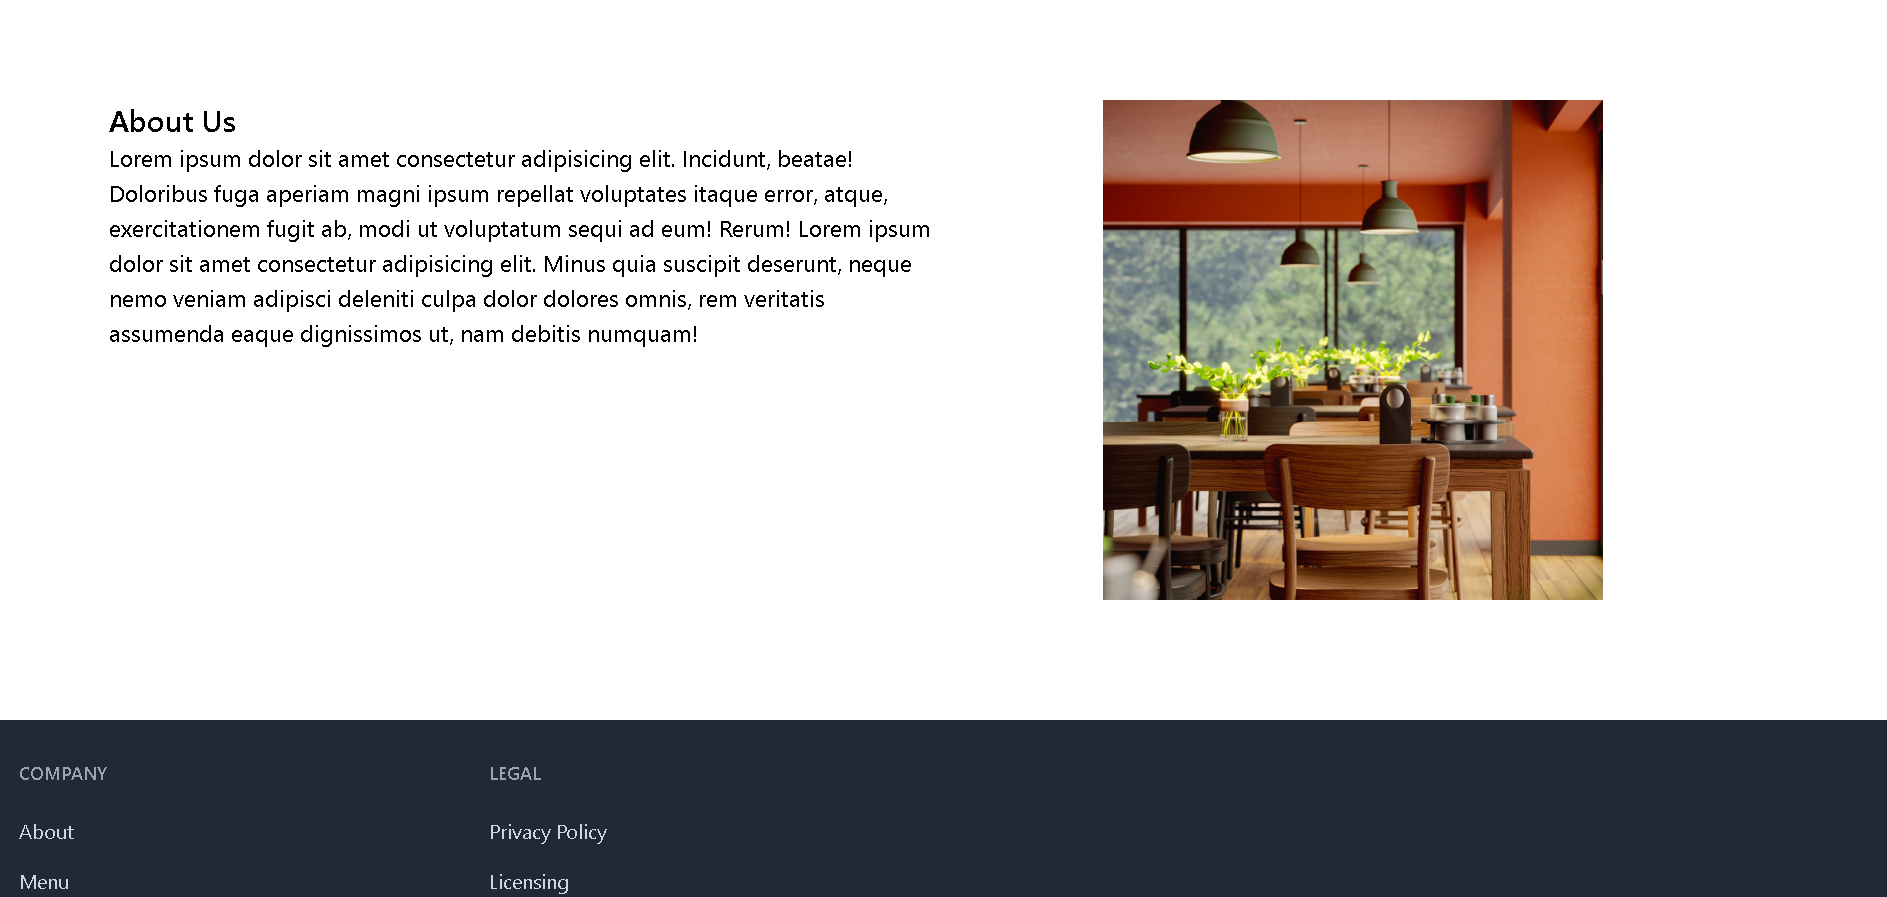 About Us
Lorem ipsum dolor sit amet consectetur adipisicing elit. Incidunt, beatae!
Doloribus fuga aperiam magni ipsum repellat voluptates itaque error, atque,
exercitationem fugit ab, modi ut voluptatum sequi ad eum! Rerum! Lorem ipsum
dolor sit amet consectetur adipisicing elit. Minus quia suscipit deserunt, neque
nemo veniam adipisci deleniti culpa dolor dolores omnis, rem veritatis
assumenda eaque dignissimos ut, nam debitis numquam!
COMPANY
About
Menu
LEGAL
Privacy Policy
Licensing